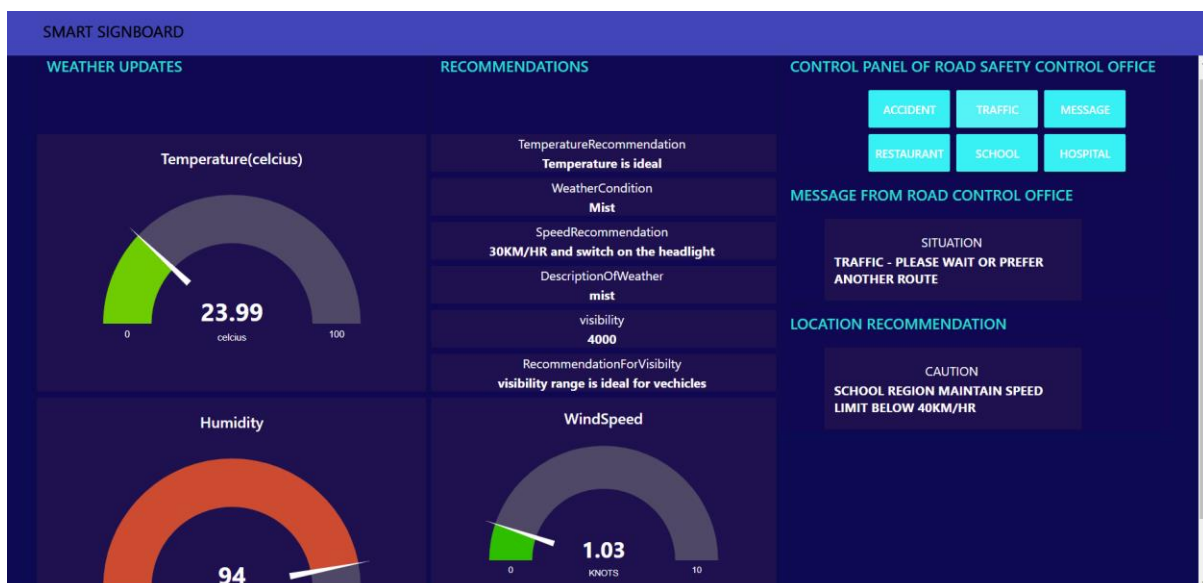 SMART SIGNBOARD
WEATHER UPDATES
Temperature(celcius)
23.99
celcius
0
100
Humidity
94
RECOMMENDATIONS
TemperatureRecommendation
Temperature is ideal
WeatherCondition
Mist
SpeedRecommendation
30KM/HR and switch on the headlight
DescriptionOfWeather
mist
visibility
4000
RecommendationForVisibilty
visibility range is ideal for vechicles
WindSpeed
1.03
KNOTS
0
10
CONTROL PANEL OF ROAD SAFETY CONTROL OFFICE
ACCIDENT TRAFFIC MESSAGE
RESTAURANT SCHOOL HOSPITAL
MESSAGE FROM ROAD CONTROL OFFICE
SITUATION
TRAFFIC - PLEASE WAIT OR PREFER
ANOTHER ROUTE
LOCATION RECOMMENDATION
CAUTION
SCHOOL REGION MAINTAIN SPEED
LIMIT BELOW 40KM/HR